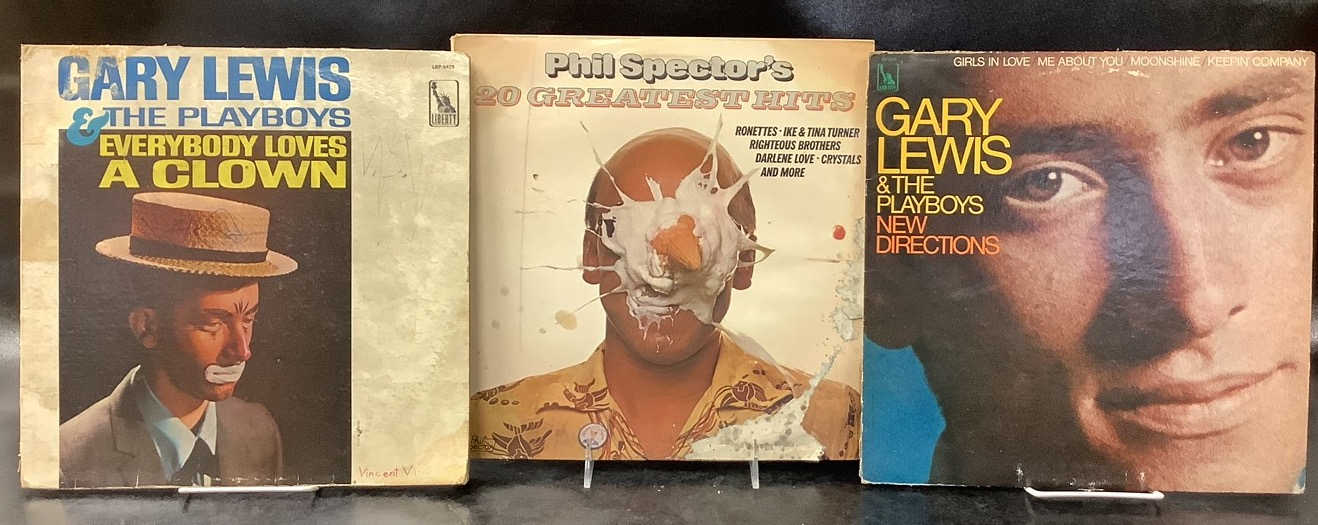 GARY LEWIS
& THE PLAYBOYS
EVERYBODY LOVES
A CLOWN
LIBERTY
Vincent
Phil Spector's
20 GREATEST HITS
RONETTES · IKE & TINA TURNER
RIGHTEOUS BROTHERS
DARLENE LOVE · CRYSTALS
AND MORE
GIRLS IN LOVE ME ABOUT YOU MOONSHINE / KEEPIN' COMPANY
LIBERTY
GARY
LEWIS
& THE
PLAYBOYS
NEW
DIRECTIONS